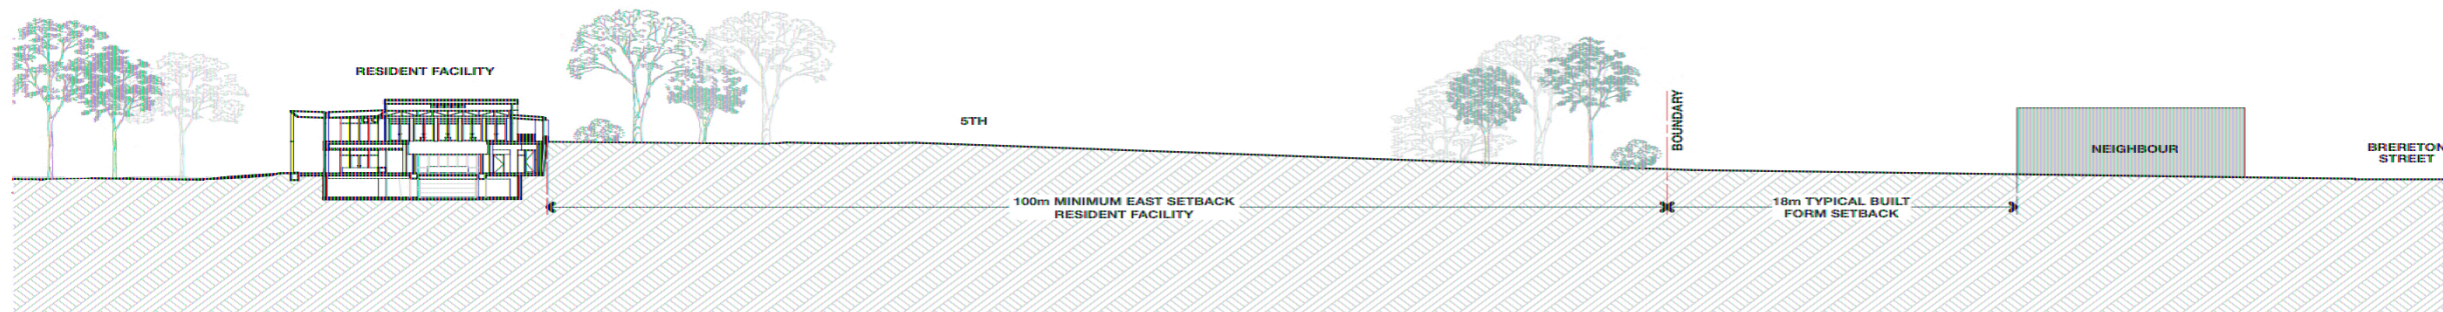 RESIDENT FACILITY
5TH
BOUNDARY
NEIGHBOUR
BRERETON
STREET
100m MINIMUM EAST SETBACK
RESIDENT FACILITY
18m TYPICAL BUILT
FORM SETBACK